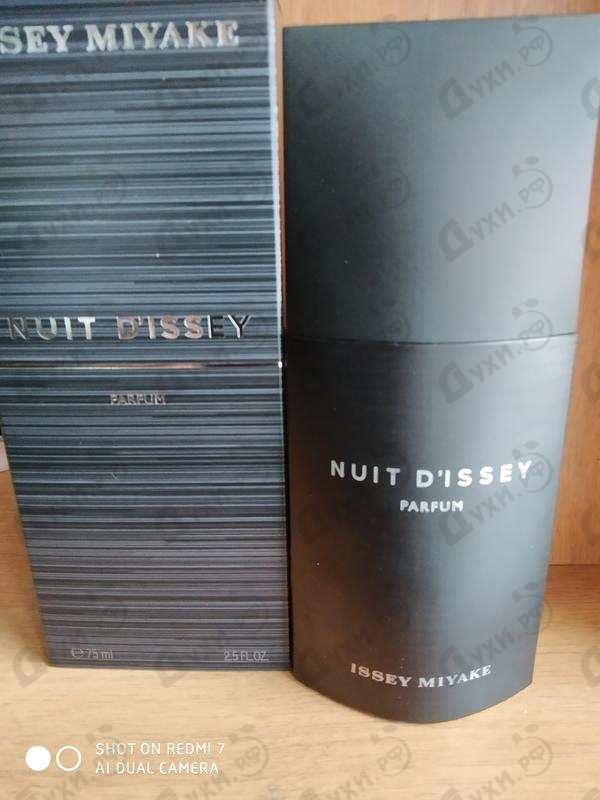 SSEY MIYAKE
NUIT D'ISSEY
PARFUM
℮ 75 ml 2.5 FL.OZ.
NUIT D'ISSEY
PARFUM
ISSEY MIYAKE
SHOT ON REDMI 7
AI DUAL CAMERA
Духи.РФ